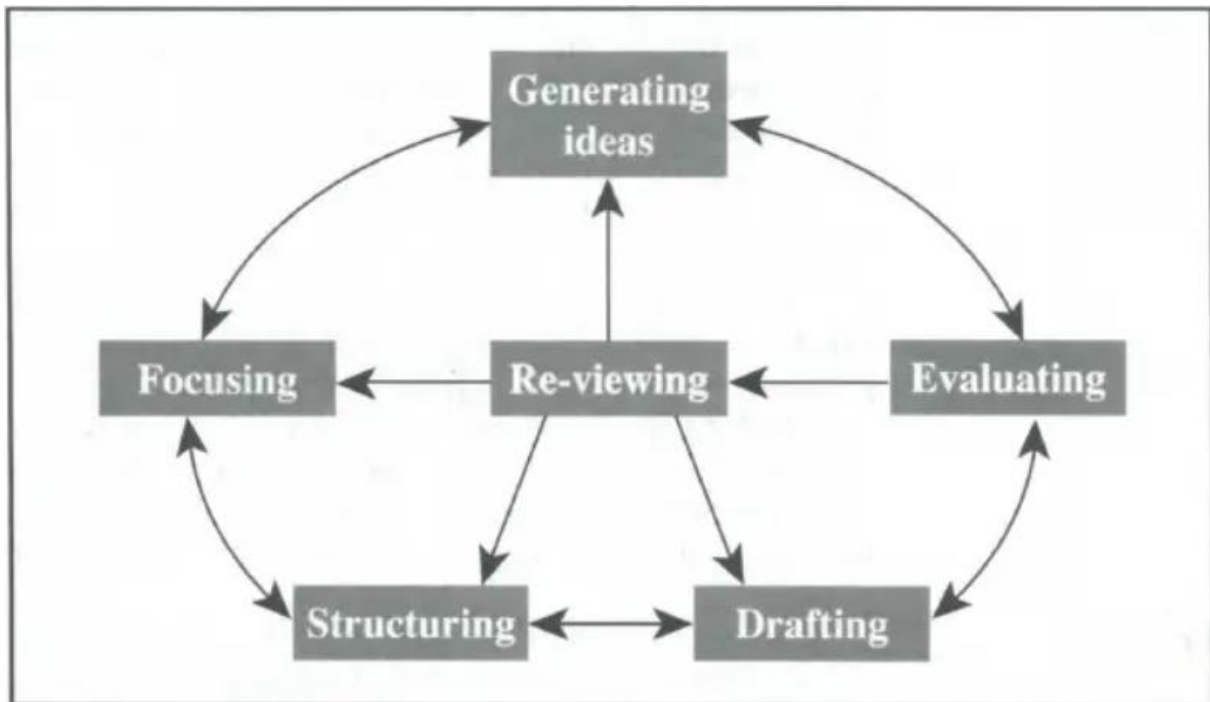 Generating
ideas
Focusing
Re-viewing
Evaluating
Structuring
Drafting